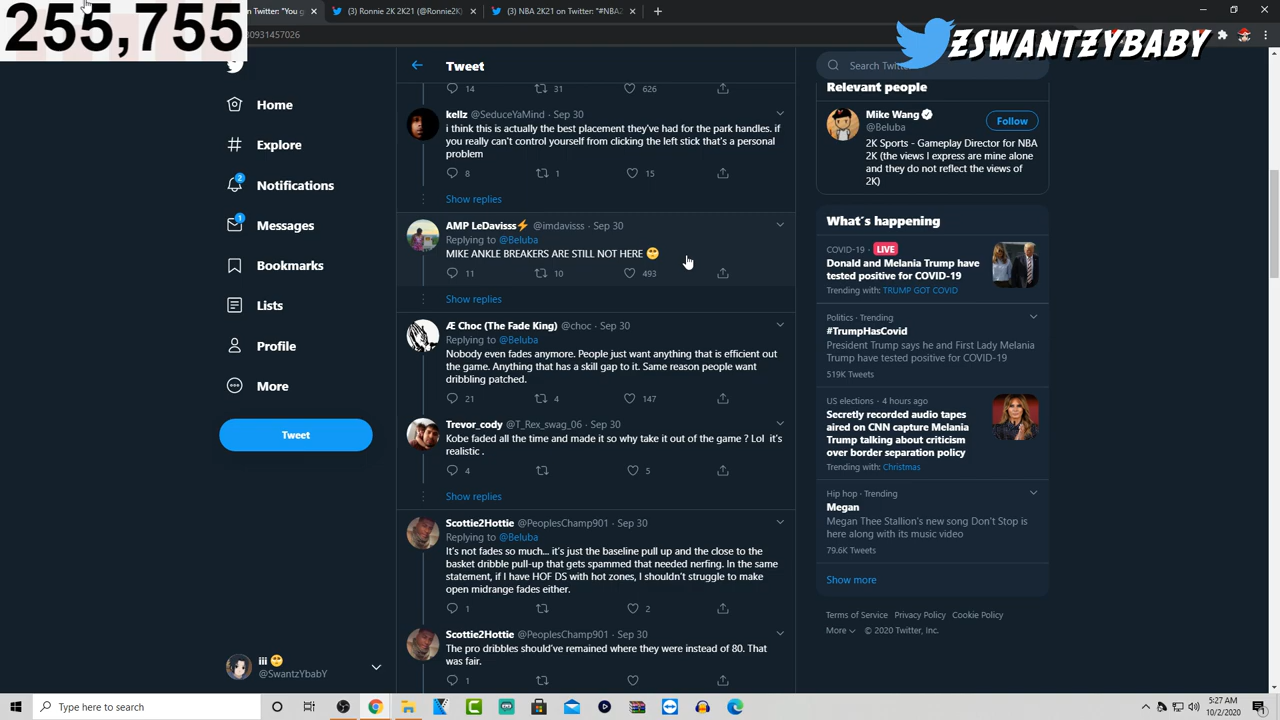 255,755
on Twitter: "You g
(3) Ronnie 2K 2K21 (@Ronnie2K
NBA 2K21 on Twitter: "#NBA
80931457026
ZSWANTZYBABY
Tweet
Search Twitt
Home
Explore
2
Notifications
1
Messages
Bookmarks
Lists
Profile
More
Tweet
iii
@SwantzYbabY
14 31 626
kellz @SeduceYaMind · Sep 30
i think this is actually the best placement they've had for the park handles. if
you really can't control yourself from clicking the left stick that's a personal
problem
8 1 15
Show replies
AMP LeDavisss⚡ @imdavisss · Sep 30
Replying to @Beluba
MIKE ANKLE BREAKERS ARE STILL NOT HERE 🙄
11 10 493
Show replies
Æ Choc (The Fade King) @choc · Sep 30
Replying to @Beluba
Nobody even fades anymore. People just want anything that is efficient out
the game. Anything that has a skill gap to it. Same reason people want
dribbling patched.
21 4 147
Trevor_cody @T_Rex_swag_06 · Sep 30
Kobe faded all the time and made it so why take it out of the game ? Lol it's
realistic .
4 5
Show replies
Scottie2Hottie @PeoplesChamp901 · Sep 30
Replying to @Beluba
It's not fades so much... it's just the baseline pull up and the close to the
basket dribble pull-up that gets spammed that needed nerfing. In the same
statement, if I have HOF DS with hot zones, I shouldn't struggle to make
open midrange fades either.
1 2
Scottie2Hottie @PeoplesChamp901 · Sep 30
The pro dribbles should've remained where they were instead of 80. That
was fair.
1
Relevant people
Mike Wang
@Beluba
Follow
2K Sports - Gameplay Director for NBA
2K (the views I express are mine alone
and they do not reflect the views of
2K)
What's happening
COVID-19 · LIVE
Donald and Melania Trump have
tested positive for COVID-19
Trending with: TRUMP GOT COVID
Politics · Trending
#TrumpHasCovid
President Trump says he and First Lady Melania
Trump have tested positive for COVID-19
519K Tweets
US elections · 4 hours ago
Secretly recorded audio tapes
aired on CNN capture Melania
Trump talking about criticism
over border separation policy
Trending with: Christmas
Hip hop · Trending
Megan
Megan Thee Stallion's new song Don't Stop is
here along with its music video
79.6K Tweets
Show more
Terms of Service Privacy Policy Cookie Policy
More © 2020 Twitter, Inc.
Type here to search
5:27 AM
10/2/2020
1